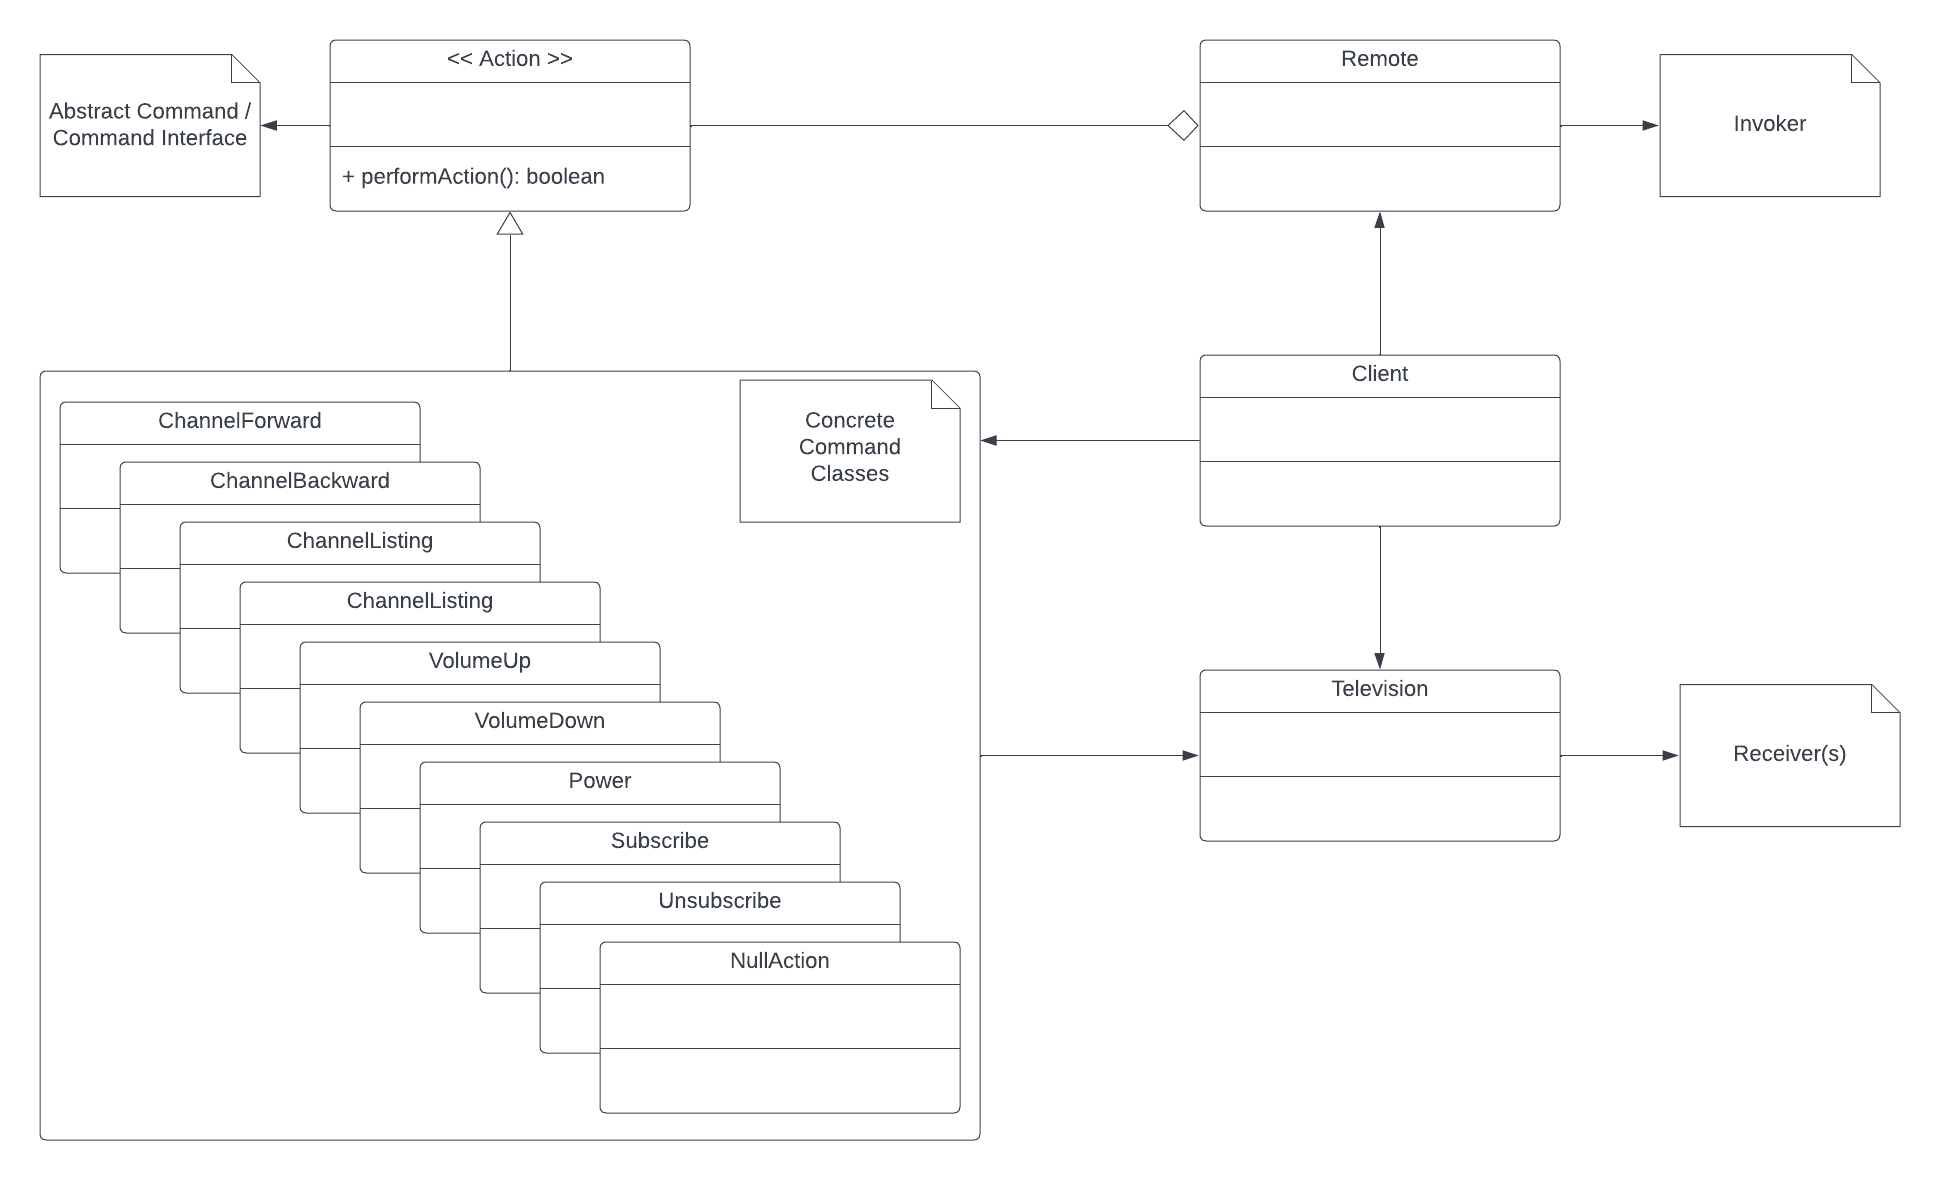 << Action >>
Remote
Abstract Command /
Command Interface
Invoker
+ performAction(): boolean
Client
Concrete
Command
Classes
ChannelForward
ChannelBackward
ChannelListing
ChannelListing
VolumeUp
VolumeDown
Power
Subscribe
Unsubscribe
NullAction
Television
Receiver(s)